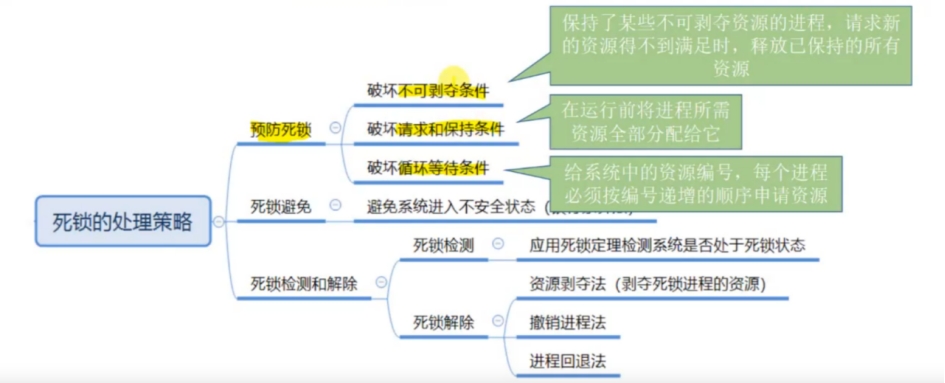 保持了某些不可剥夺资源的进程，请求新
的资源得不到满足时，释放已保持的所有
资源
破坏不可剥夺条件
在运行前将进程所需
资源全部分配给它
预防死锁
破坏请求和保持条件
破坏循环等待条件
给系统中的资源编号，每个进程
必须按编号递增的顺序申请资源
死锁的处理策略
死锁避免
避免系统进入不安全状态
死锁检测
应用死锁定理检测系统是否处于死锁状态
死锁检测和解除
资源剥夺法（剥夺死锁进程的资源）
死锁解除
撤销进程法
进程回退法